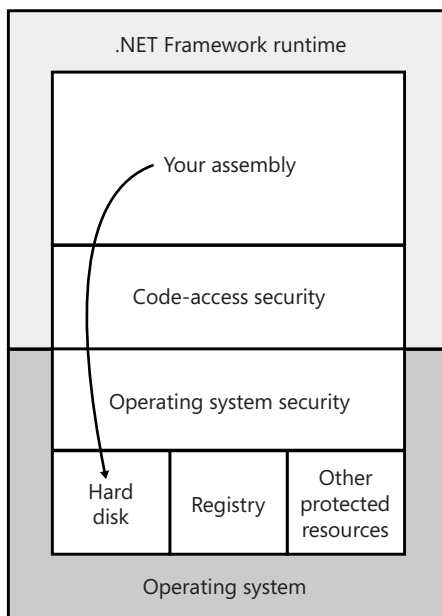 .NET Framework runtime
Your assembly
Code-access security
Operating system security
Hard
disk
Registry
Other
protected
resources
Operating system